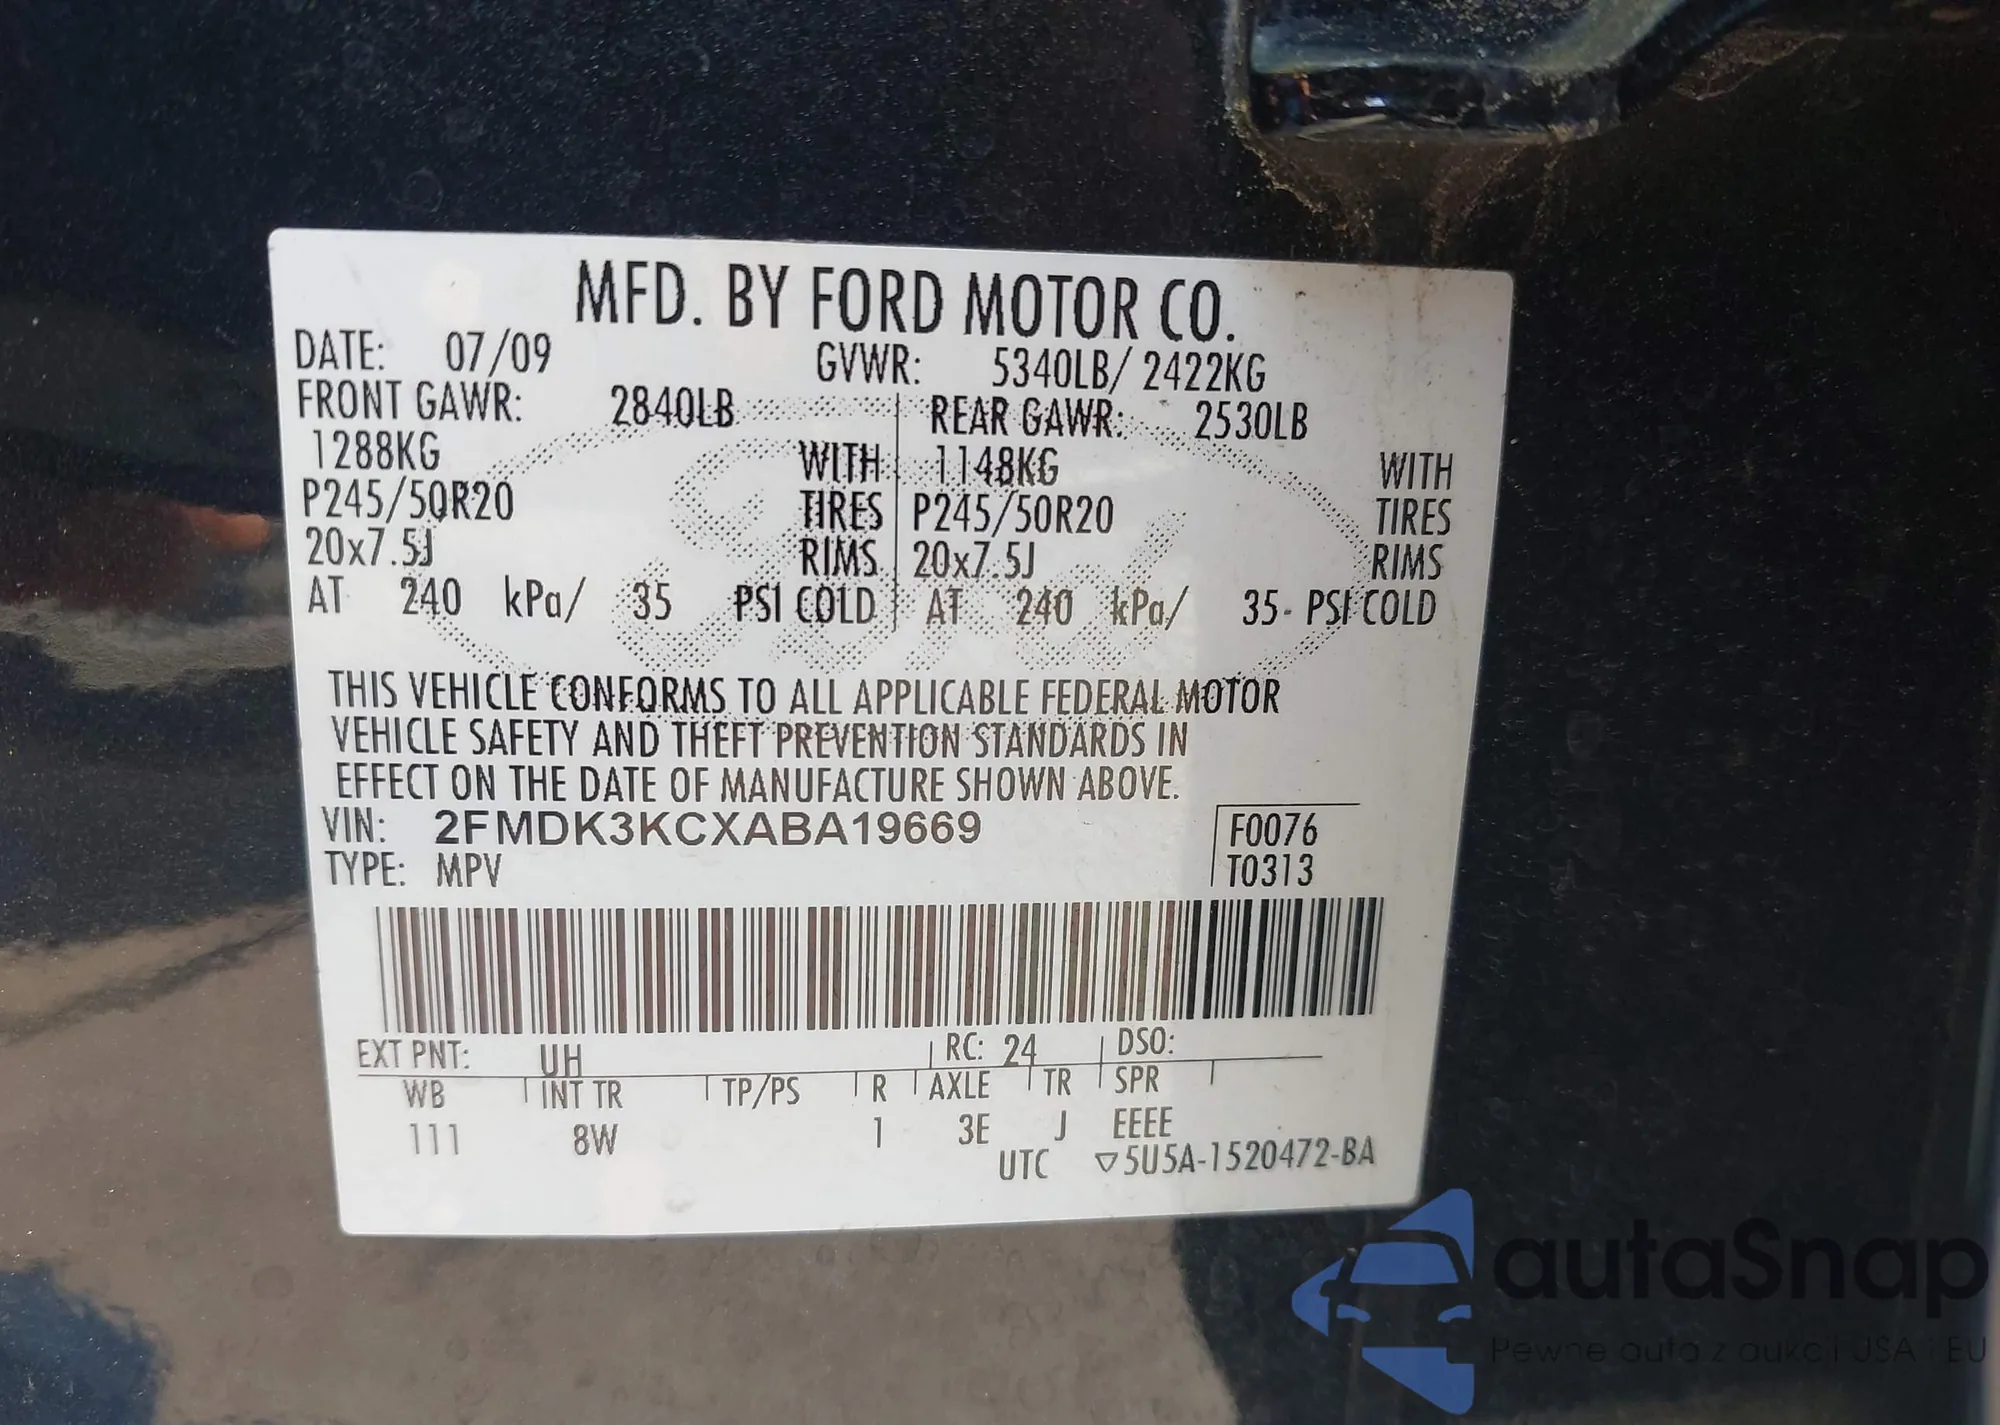 MFD. BY FORD MOTOR CO.
DATE: 07/09 GVWR: 5340LB/ 2422KG
FRONT GAWR: 2840LB REAR GAWR: 2530LB
1288KG WITH 1148KG WITH
P245/50R20 TIRES P245/50R20 TIRES
20x7.5J RIMS 20x7.5J RIMS
AT 240 kPa/ 35 PSI COLD AT 240 kPa/ 35 PSI COLD
THIS VEHICLE CONFORMS TO ALL APPLICABLE FEDERAL MOTOR
VEHICLE SAFETY AND THEFT PREVENTION STANDARDS IN
EFFECT ON THE DATE OF MANUFACTURE SHOWN ABOVE.
VIN: 2FMDK3KCXABA19669 F0076
TYPE: MPV T0313
EXT PNT: UH RC: 24 DSO:
WB INT TR TP/PS R AXLE TR SPR
111 8W 1 3E J EEEE
UTC ▽5U5A-1520472-BA
autaSnap
Pewne auta z aukcji USA i EU